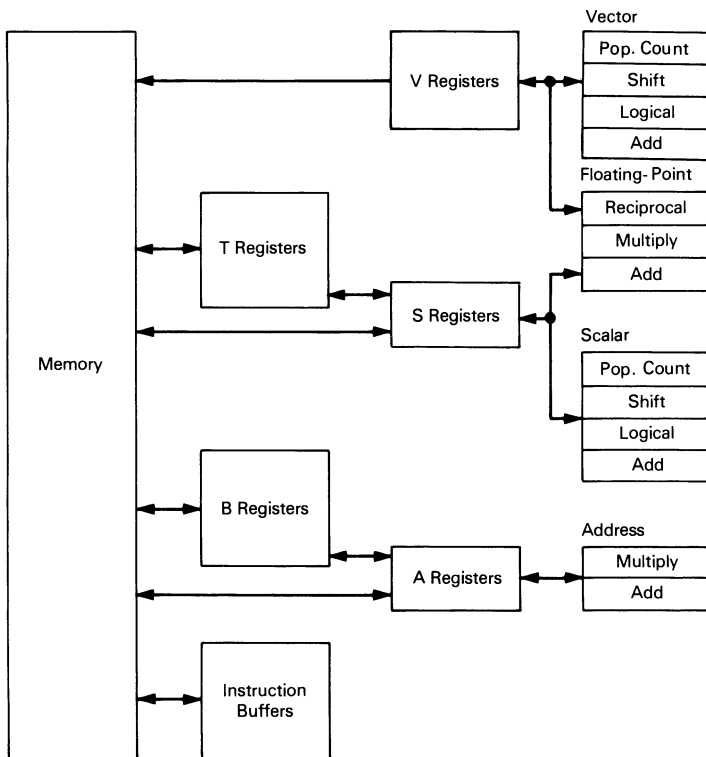 Vector
Pop. Count
Shift
Logical
Add
V Registers
Floating-Point
Reciprocal
Multiply
Add
T Registers
S Registers
Scalar
Pop. Count
Shift
Logical
Add
Memory
B Registers
Address
Multiply
Add
A Registers
Instruction
Buffers